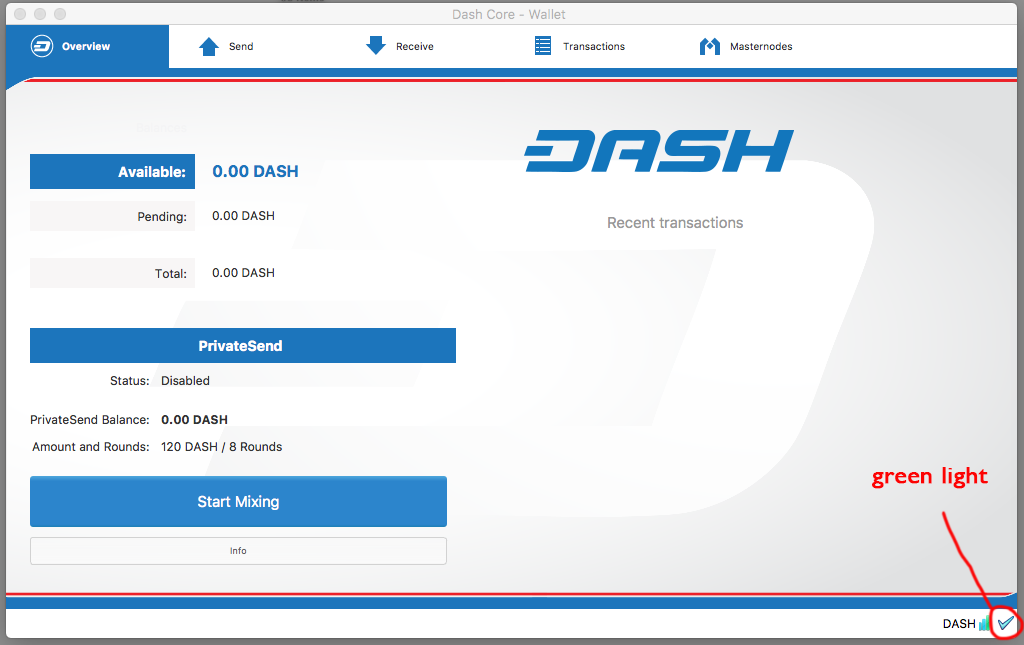 Dash Core - Wallet
Overview
Send
Receive
Transactions
Masternodes
DASH
Available: 0.00 DASH
Pending: 0.00 DASH
Total: 0.00 DASH
Recent transactions
PrivateSend
Status: Disabled
PrivateSend Balance: 0.00 DASH
Amount and Rounds: 120 DASH / 8 Rounds
Start Mixing
Info
green light
DASH